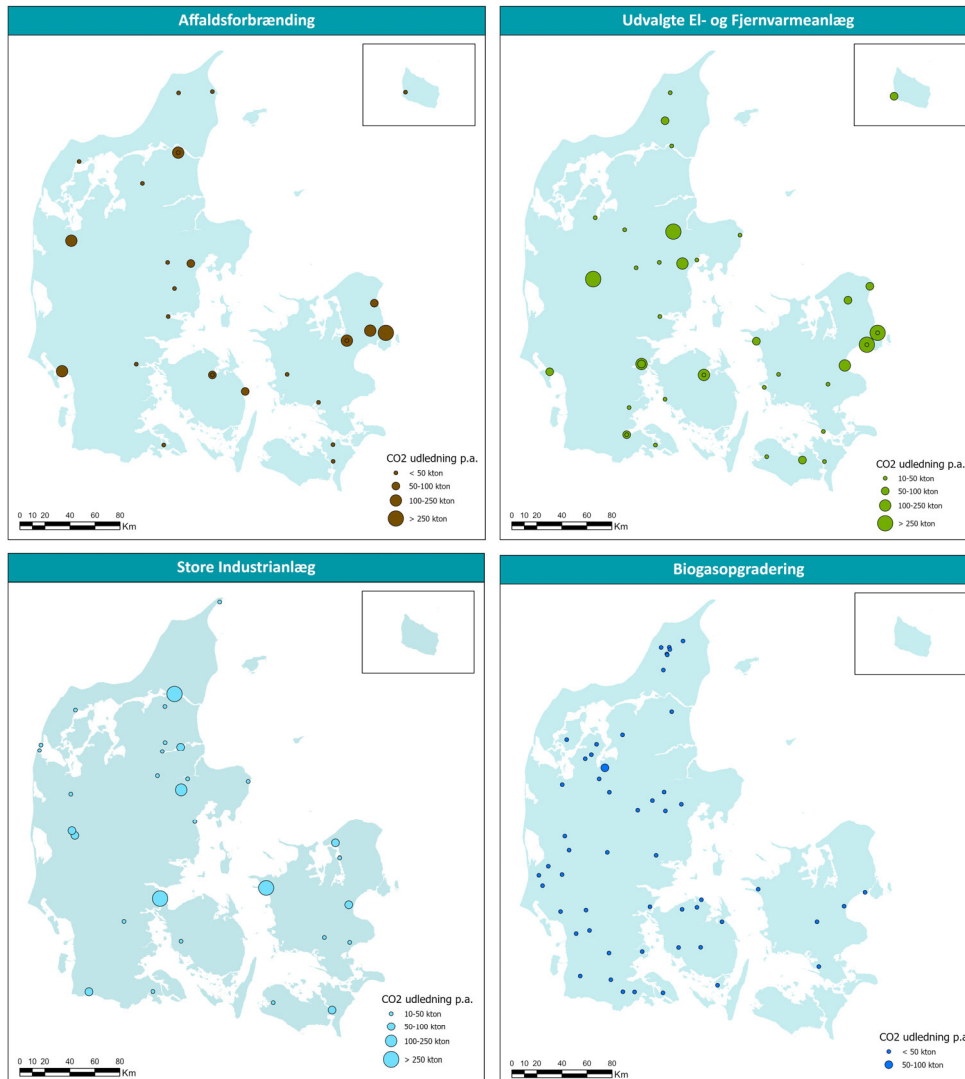 Affaldsforbrænding
CO2 udledning p.a.
< 50 kton
50-100 kton
100-250 kton
> 250 kton
0 10 20 40 60 80
Km
Udvalgte El- og Fjernvarmeanlæg
CO2 udledning p.a.
10-50 kton
50-100 kton
100-250 kton
> 250 kton
0 10 20 40 60 80
Km
Store Industrianlæg
CO2 udledning p.a.
10-50 kton
50-100 kton
100-250 kton
> 250 kton
0 10 20 40 60 80
Km
Biogasopgradering
CO2 udledning p.a
< 50 kton
50-100 kton
0 10 20 40 60 80
Km